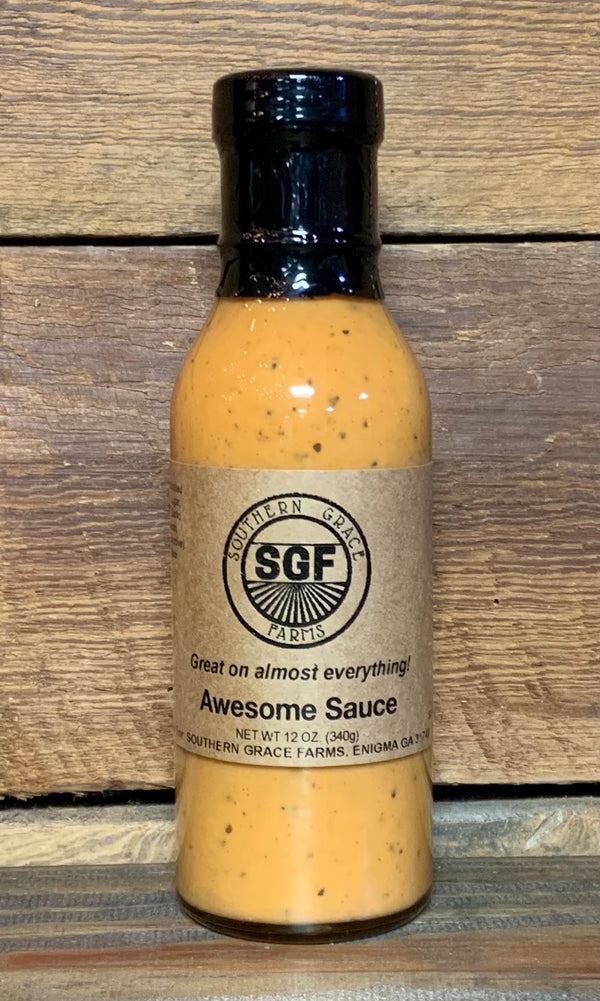 SOUTHERN GRACE
SGF
FARMS
Great on almost everything!
Awesome Sauce
NET WT 12 OZ. (340g)
for SOUTHERN GRACE FARMS, ENIGMA GA